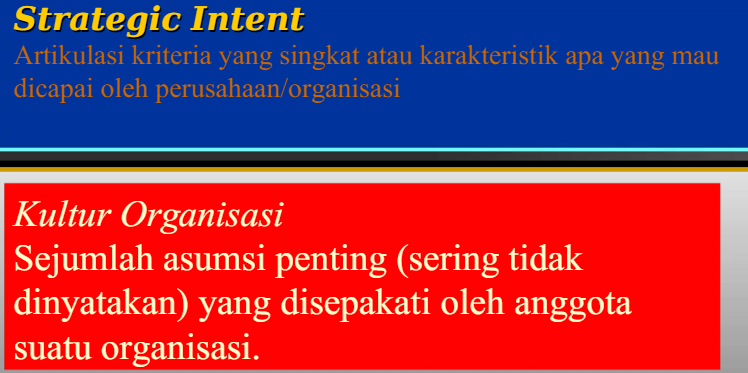 Strategic Intent
Artikulasi kriteria yang singkat atau karakteristik apa yang mau
dicapai oleh perusahaan/organisasi
Kultur Organisasi
Sejumlah asumsi penting (sering tidak
dinyatakan) yang disepakati oleh anggota
suatu organisasi.